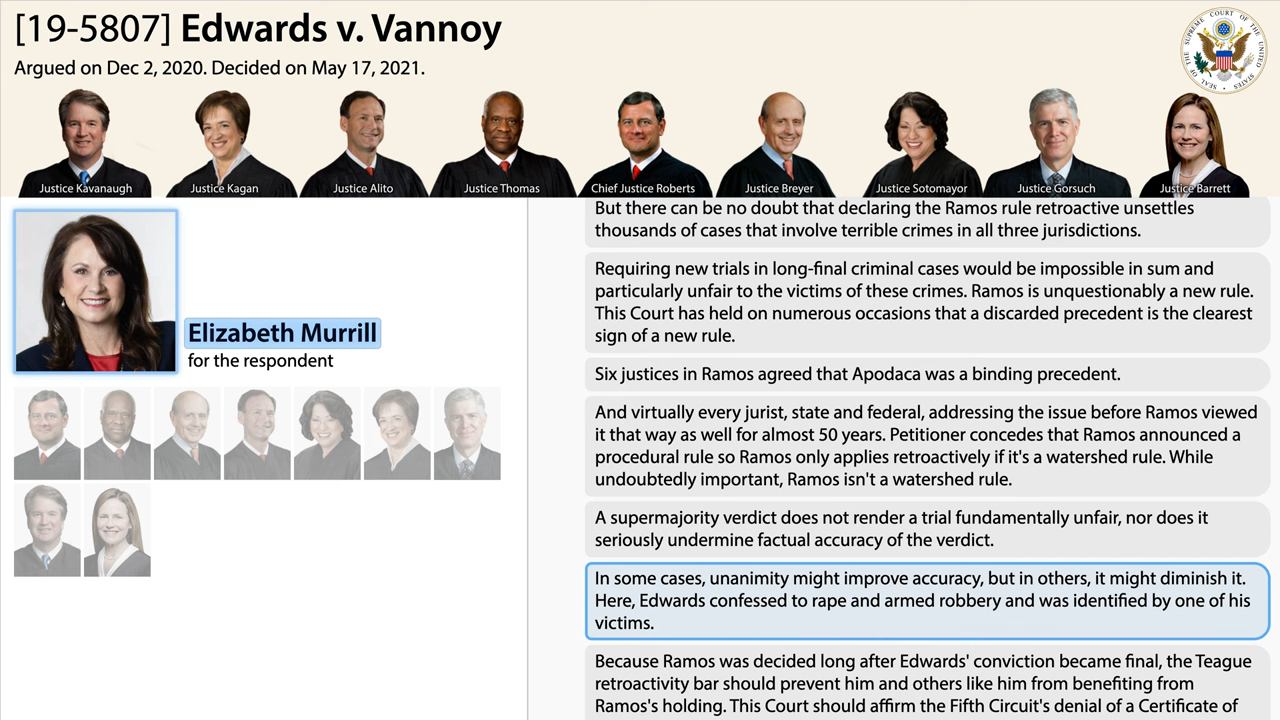 [19-5807] Edwards v. Vannoy
Argued on Dec 2, 2020. Decided on May 17, 2021.
SEAL OF THE SUPREME COURT OF THE UNITED STATES
Justice Kavanaugh
Justice Kagan
Justice Alito
Justice Thomas
Chief Justice Roberts
Justice Breyer
Justice Sotomayor
Justice Gorsuch
Justice Barrett
Elizabeth Murrill
for the respondent
But there can be no doubt that declaring the Ramos rule retroactive unsettles
thousands of cases that involve terrible crimes in all three jurisdictions.
Requiring new trials in long-final criminal cases would be impossible in sum and
particularly unfair to the victims of these crimes. Ramos is unquestionably a new rule.
This Court has held on numerous occasions that a discarded precedent is the clearest
sign of a new rule.
Six justices in Ramos agreed that Apodaca was a binding precedent.
And virtually every jurist, state and federal, addressing the issue before Ramos viewed
it that way as well for almost 50 years. Petitioner concedes that Ramos announced a
procedural rule so Ramos only applies retroactively if it's a watershed rule. While
undoubtedly important, Ramos isn't a watershed rule.
A supermajority verdict does not render a trial fundamentally unfair, nor does it
seriously undermine factual accuracy of the verdict.
In some cases, unanimity might improve accuracy, but in others, it might diminish it.
Here, Edwards confessed to rape and armed robbery and was identified by one of his
victims.
Because Ramos was decided long after Edwards' conviction became final, the Teague
retroactivity bar should prevent him and others like him from benefiting from
Ramos's holding. This Court should affirm the Fifth Circuit's denial of a Certificate of